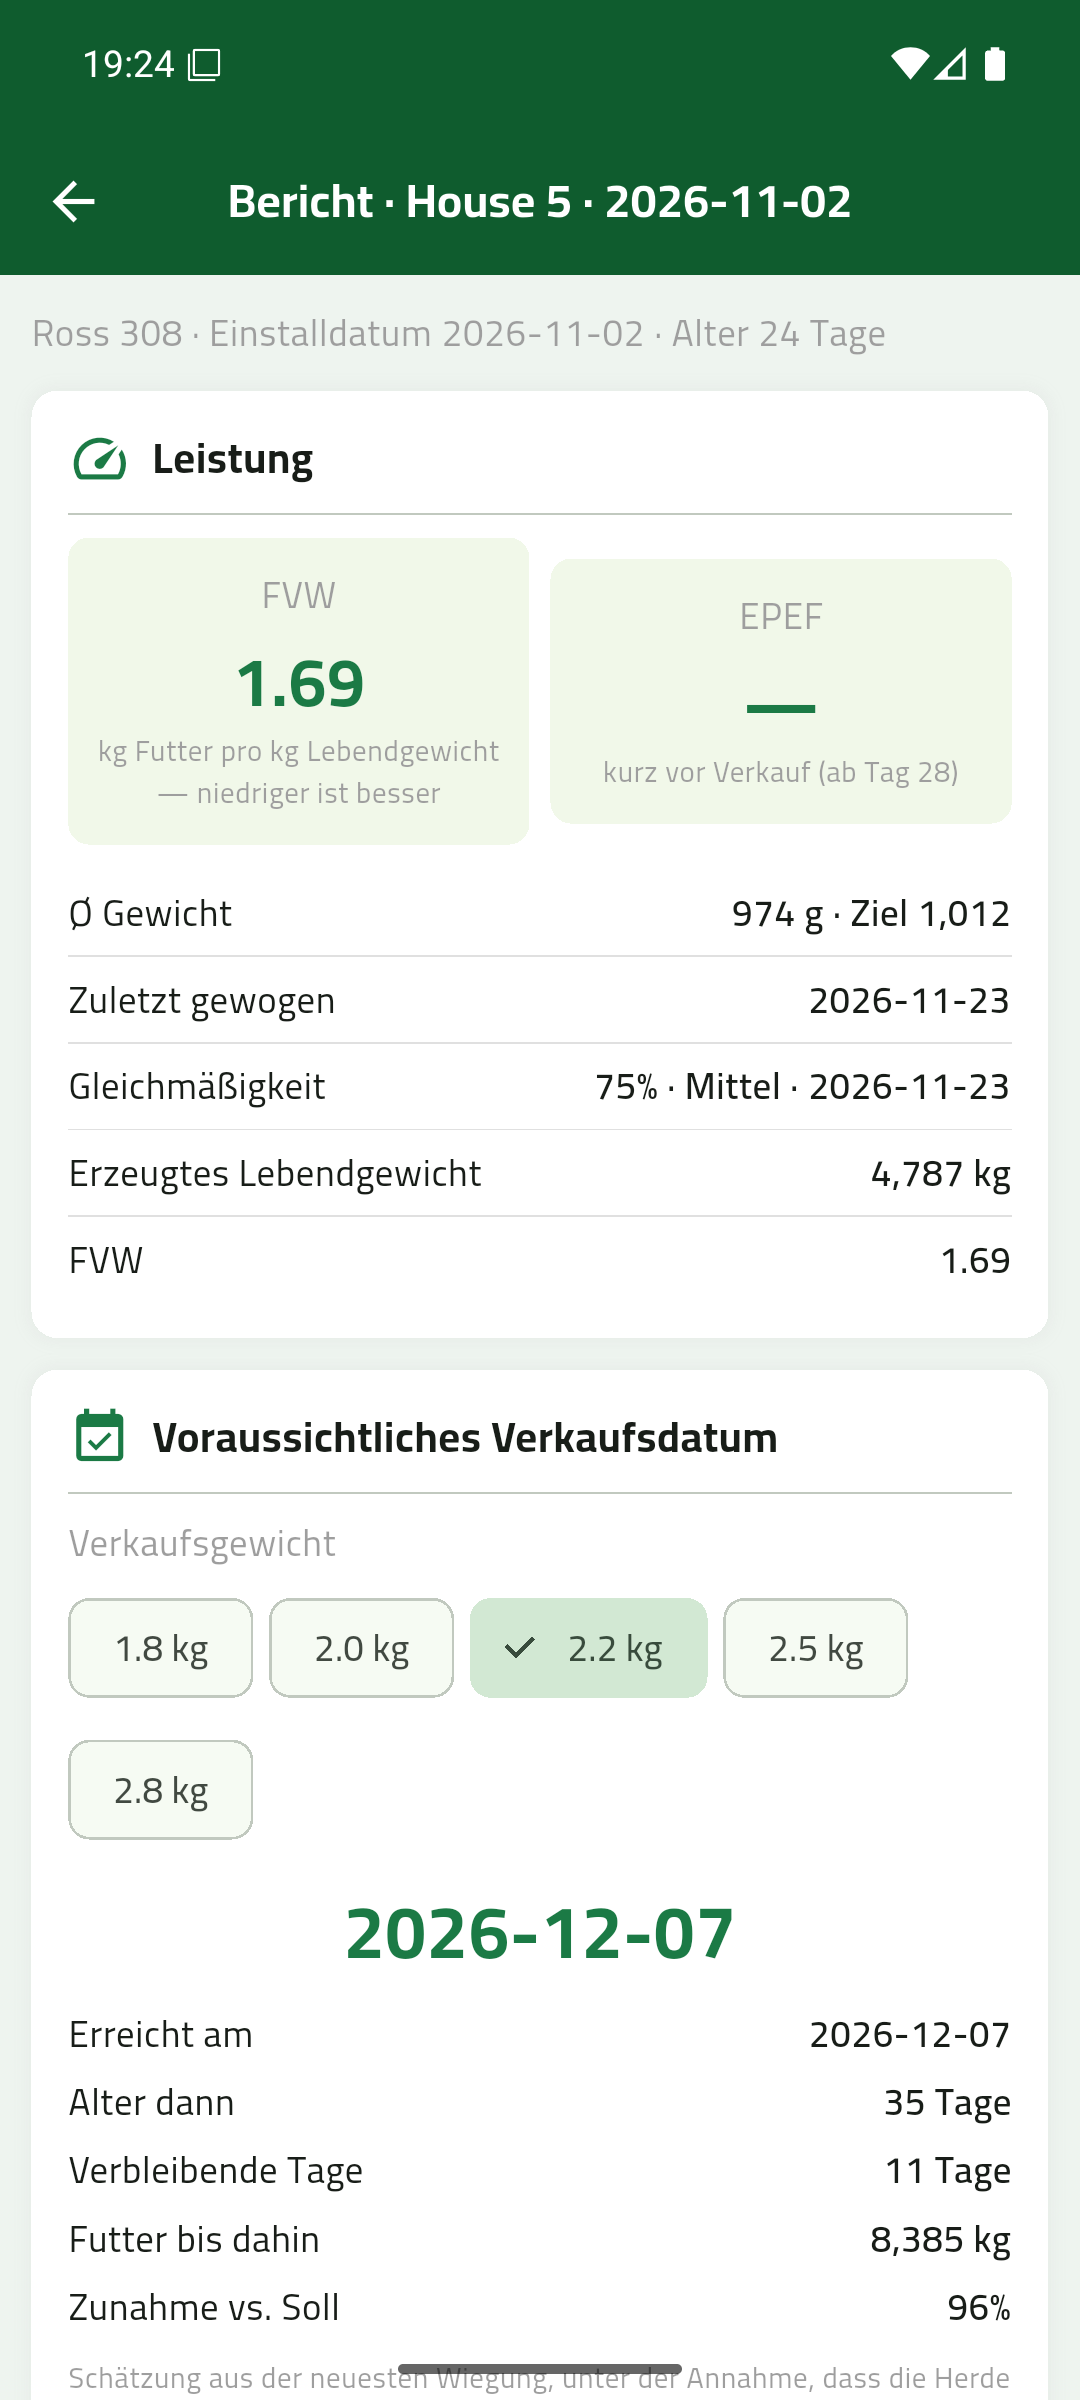 19:24
Bericht · House 5 · 2026-11-02
Ross 308 · Einstalldatum 2026-11-02 · Alter 24 Tage
Leistung
FVW
1.69
kg Futter pro kg Lebendgewicht
— niedriger ist besser
EPEF
—
kurz vor Verkauf (ab Tag 28)
Ø Gewicht 974 g · Ziel 1,012
Zuletzt gewogen 2026-11-23
Gleichmäßigkeit 75% · Mittel · 2026-11-23
Erzeugtes Lebendgewicht 4,787 kg
FVW 1.69
Voraussichtliches Verkaufsdatum
Verkaufsgewicht
1.8 kg 2.0 kg 2.2 kg 2.5 kg
2.8 kg
2026-12-07
Erreicht am 2026-12-07
Alter dann 35 Tage
Verbleibende Tage 11 Tage
Futter bis dahin 8,385 kg
Zunahme vs. Soll 96%
Schätzung aus der neuesten Wiegung, unter der Annahme, dass die Herde